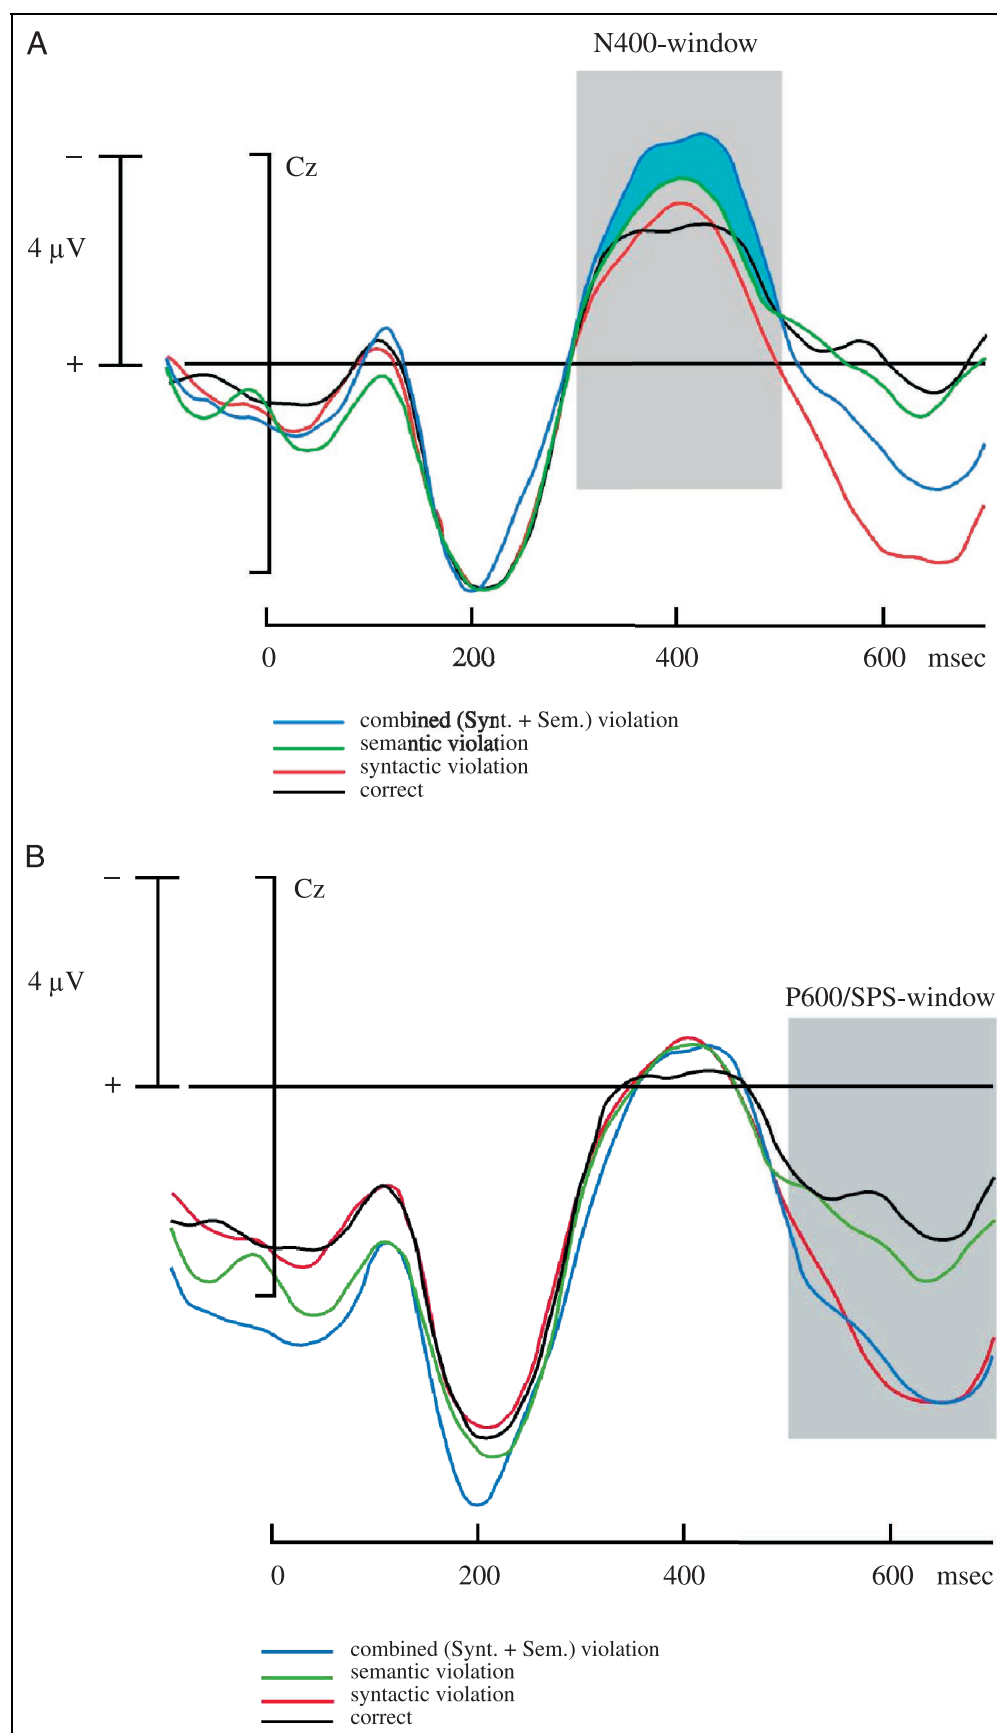 A
N400-window
−
Cz
4 µV
+
0 200 400 600 msec
combined (Synt. + Sem.) violation
semantic violation
syntactic violation
correct
B
−
Cz
4 µV
P600/SPS-window
+
0 200 400 600 msec
combined (Synt. + Sem.) violation
semantic violation
syntactic violation
correct